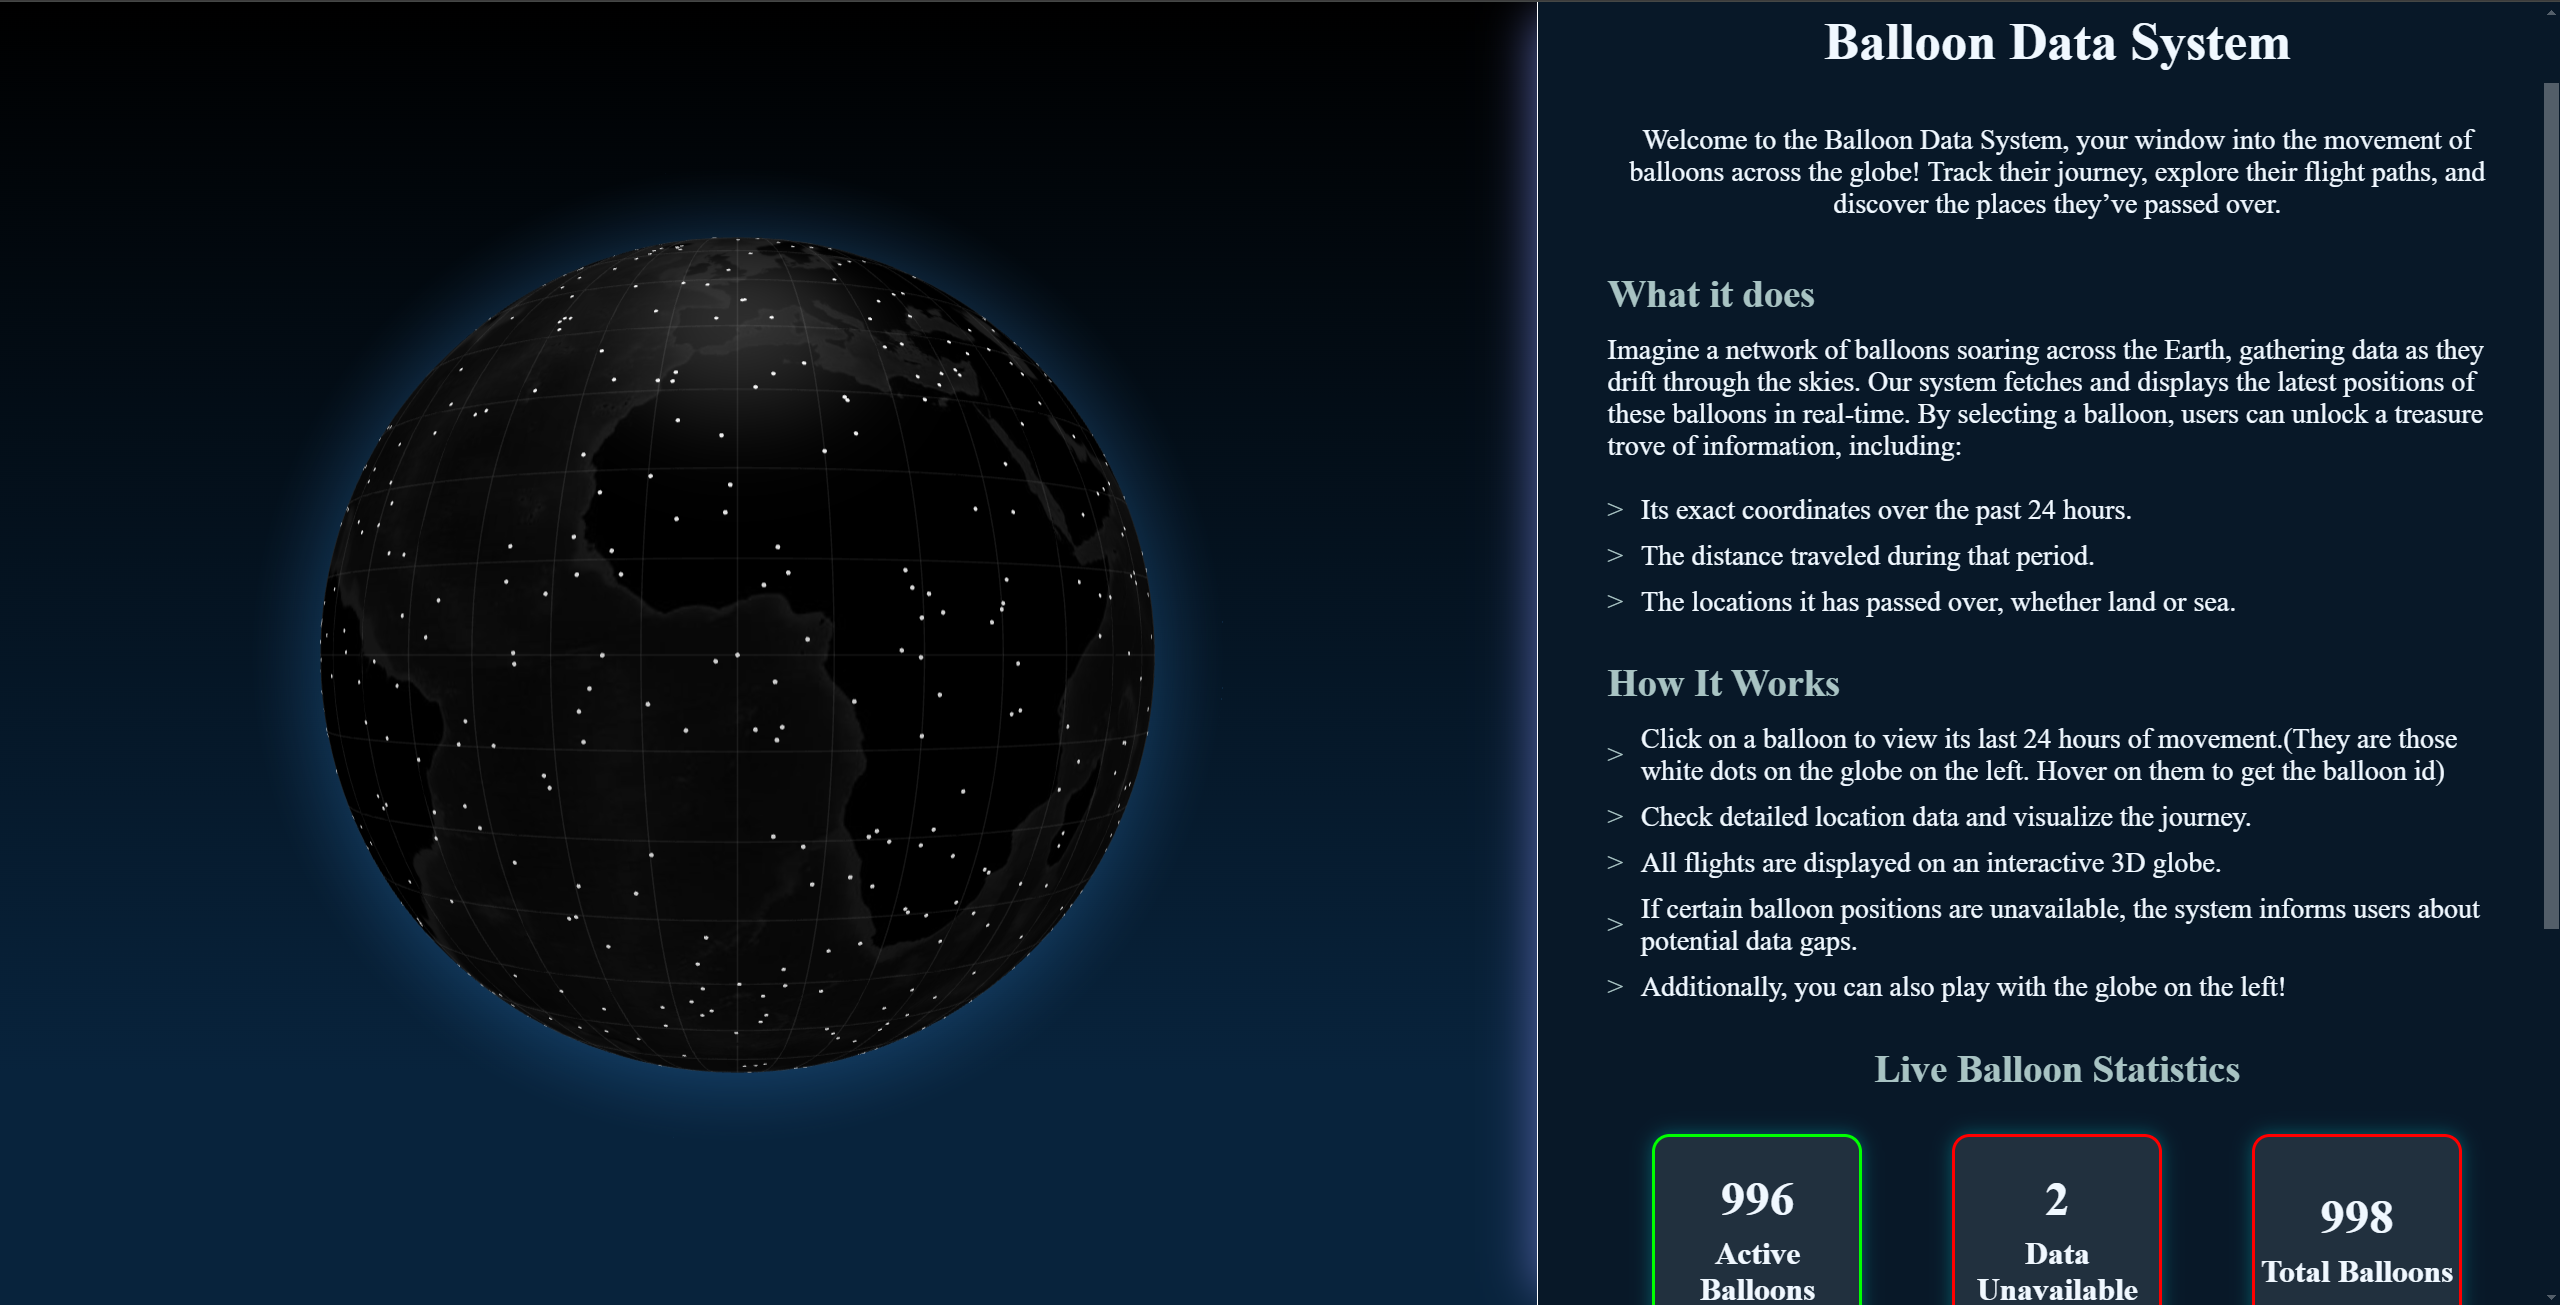 Balloon Data System
Welcome to the Balloon Data System, your window into the movement of
balloons across the globe! Track their journey, explore their flight paths, and
discover the places they’ve passed over.
What it does
Imagine a network of balloons soaring across the Earth, gathering data as they
drift through the skies. Our system fetches and displays the latest positions of
these balloons in real-time. By selecting a balloon, users can unlock a treasure
trove of information, including:
> Its exact coordinates over the past 24 hours.
> The distance traveled during that period.
> The locations it has passed over, whether land or sea.
How It Works
> Click on a balloon to view its last 24 hours of movement.(They are those
white dots on the globe on the left. Hover on them to get the balloon id)
> Check detailed location data and visualize the journey.
> All flights are displayed on an interactive 3D globe.
> If certain balloon positions are unavailable, the system informs users about
potential data gaps.
> Additionally, you can also play with the globe on the left!
Live Balloon Statistics
996
Active
Balloons
2
Data
Unavailable
998
Total Balloons